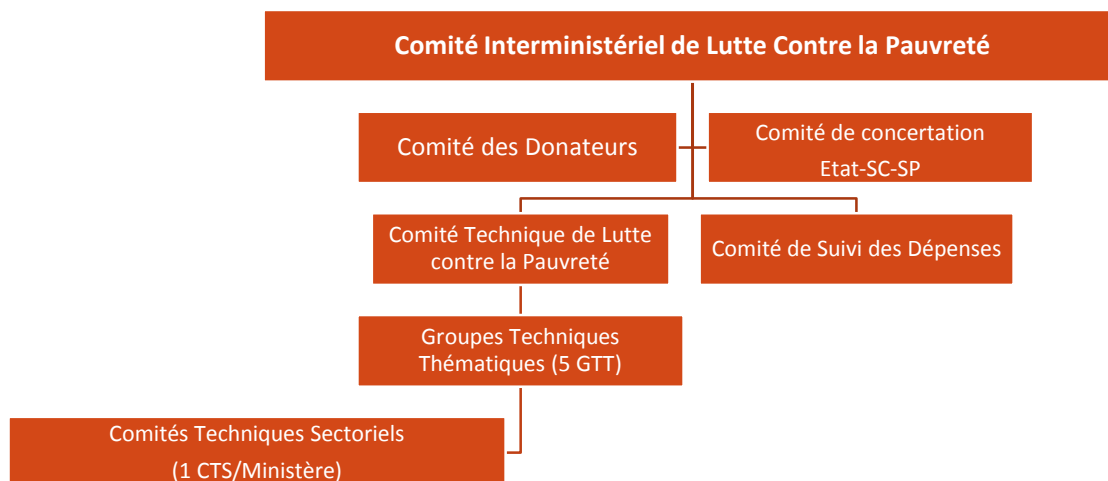 Comité Interministériel de Lutte Contre la Pauvreté
Comité des Donateurs
Comité de concertation
Etat-SC-SP
Comité Technique de Lutte
contre la Pauvreté
Comité de Suivi des Dépenses
Groupes Techniques
Thématiques (5 GTT)
Comités Techniques Sectoriels
(1 CTS/Ministère)